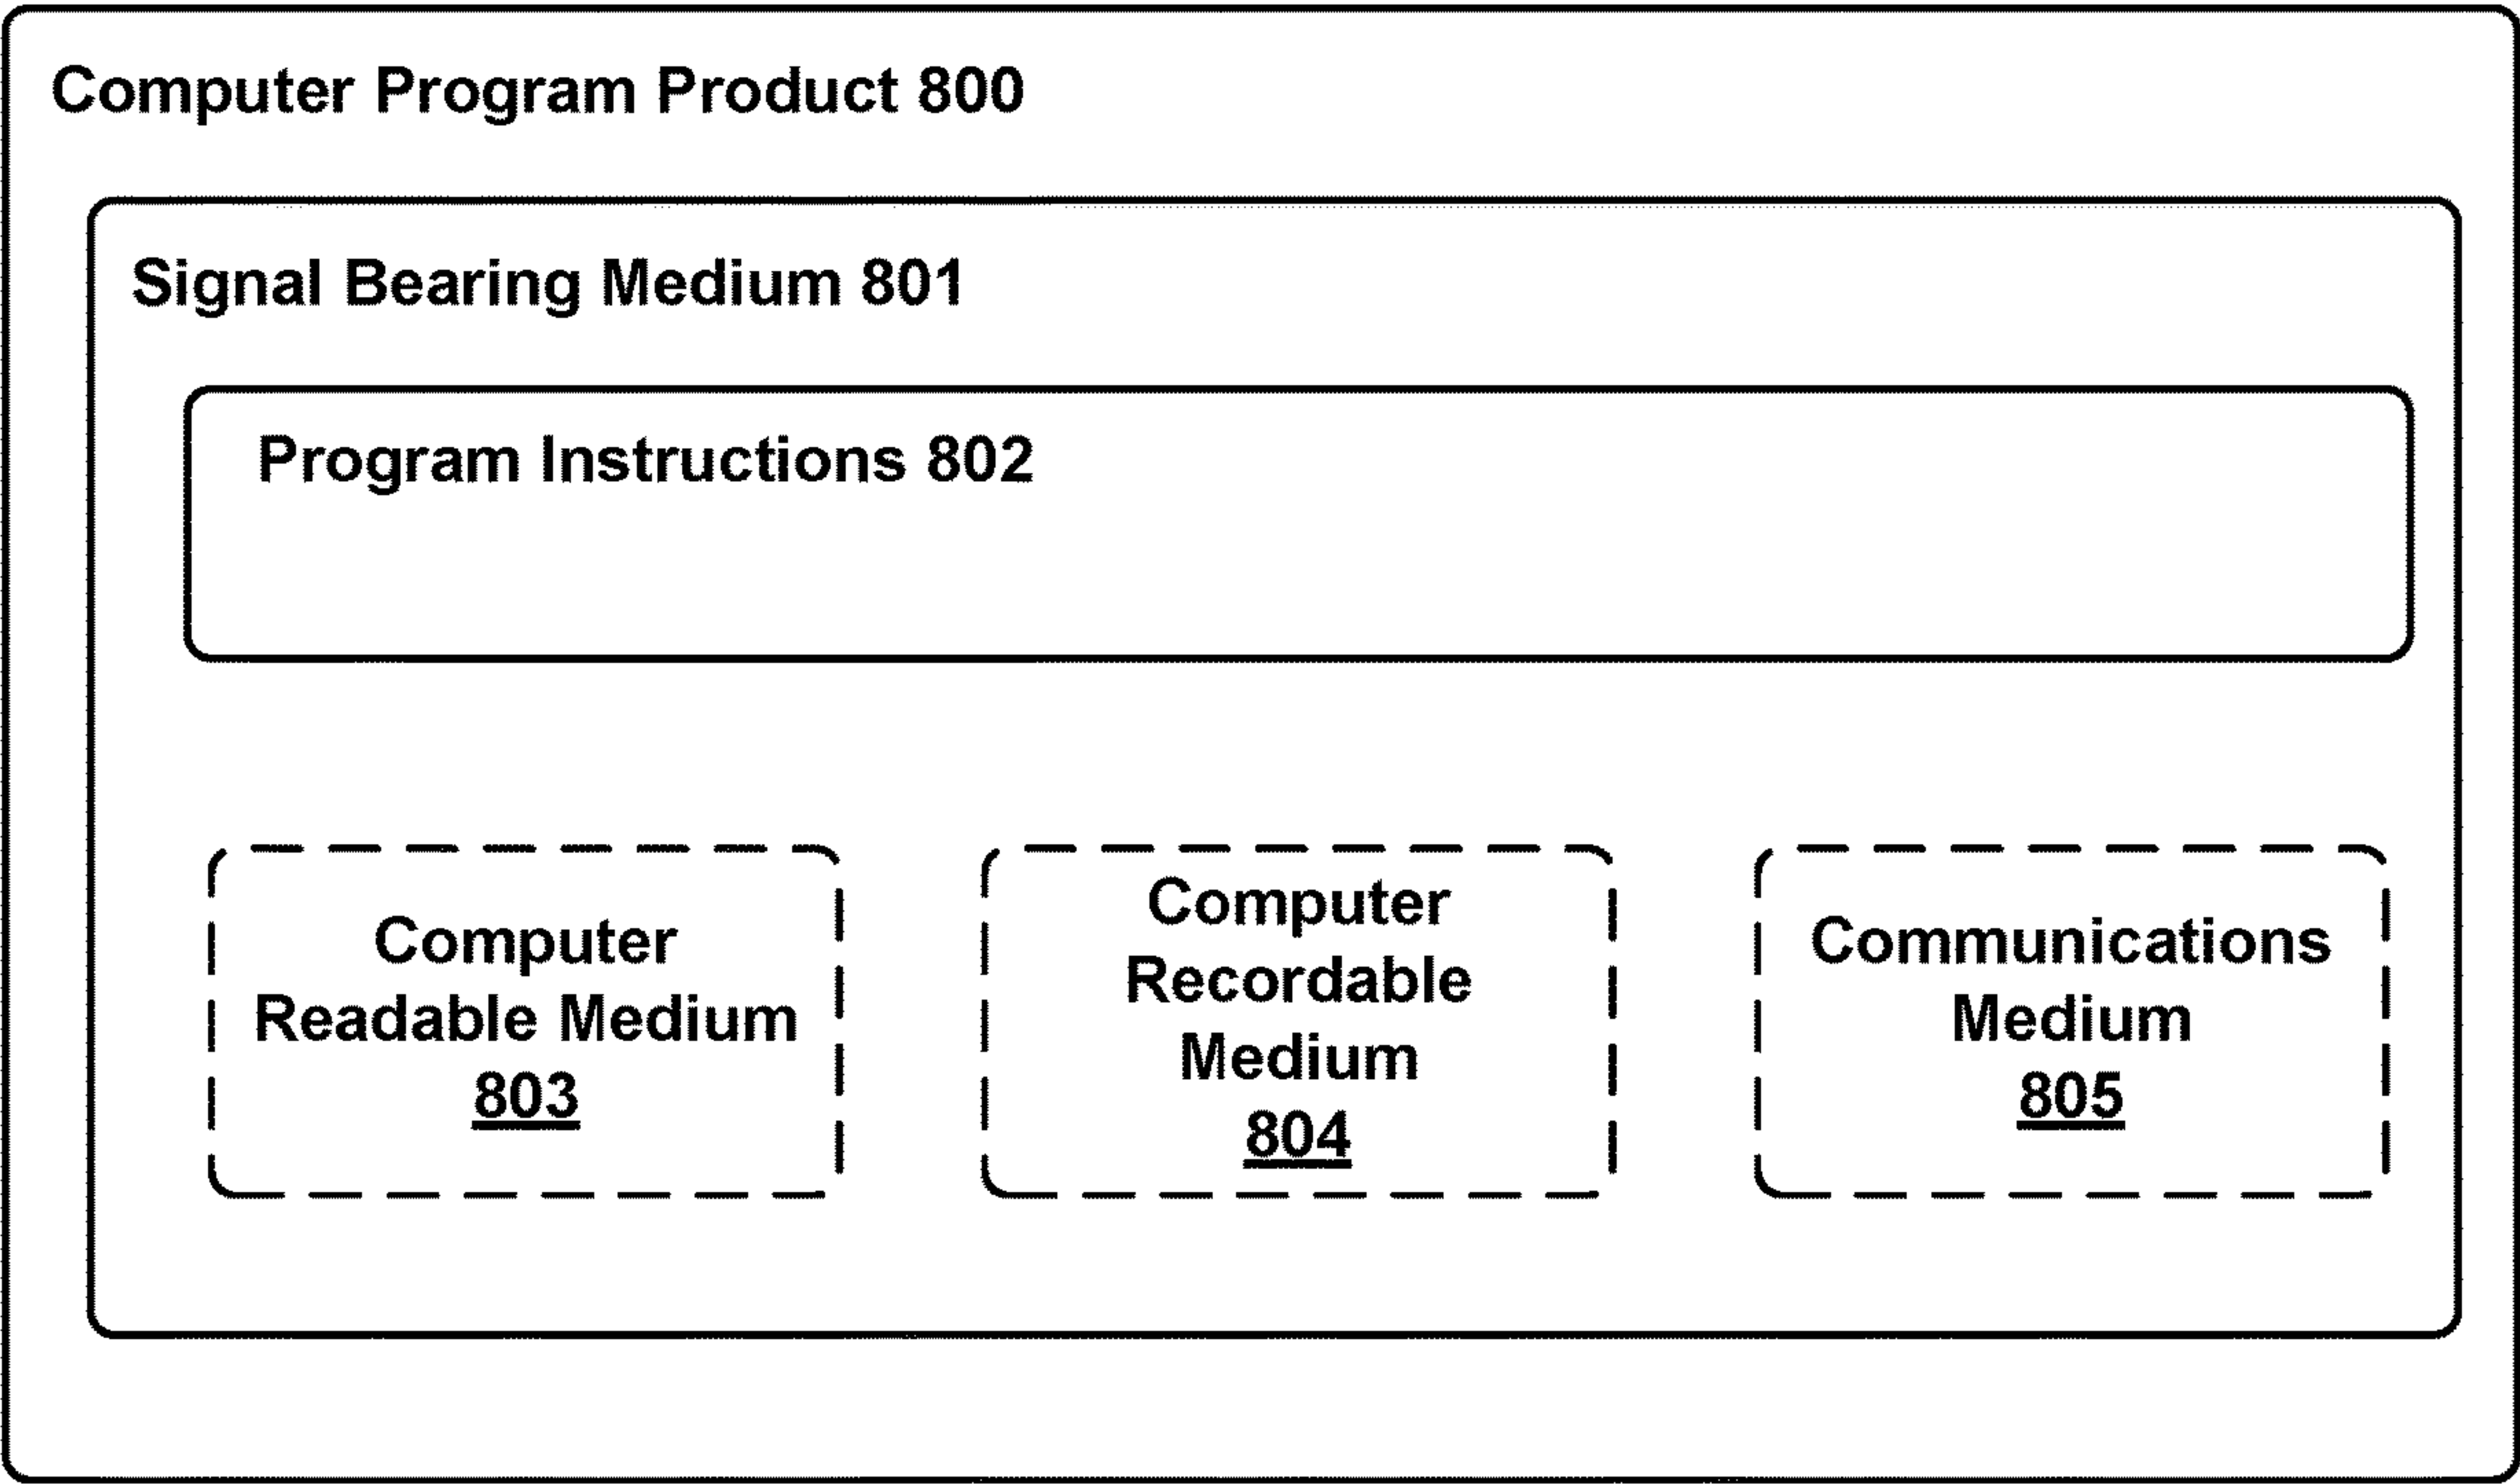 Computer Program Product 800
Signal Bearing Medium 801
Program Instructions 802
Computer
Readable Medium
803
Computer
Recordable
Medium
804
Communications
Medium
805